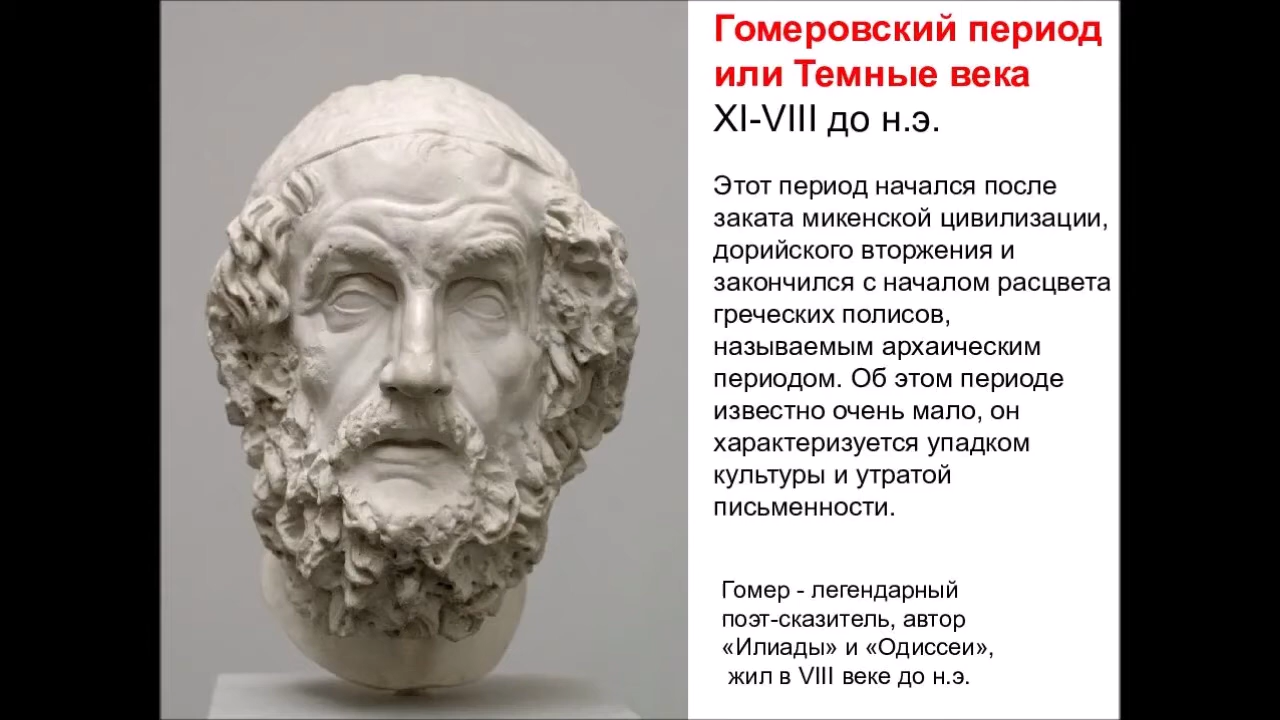 Гомеровский период
или Темные века
XI-VIII до н.э.
Этот период начался после
заката микенской цивилизации,
дорийского вторжения и
закончился с началом расцвета
греческих полисов,
называемым архаическим
периодом. Об этом периоде
известно очень мало, он
характеризуется упадком
культуры и утратой
письменности.
Гомер - легендарный
поэт-сказитель, автор
«Илиады» и «Одиссеи»,
жил в VIII веке до н.э.